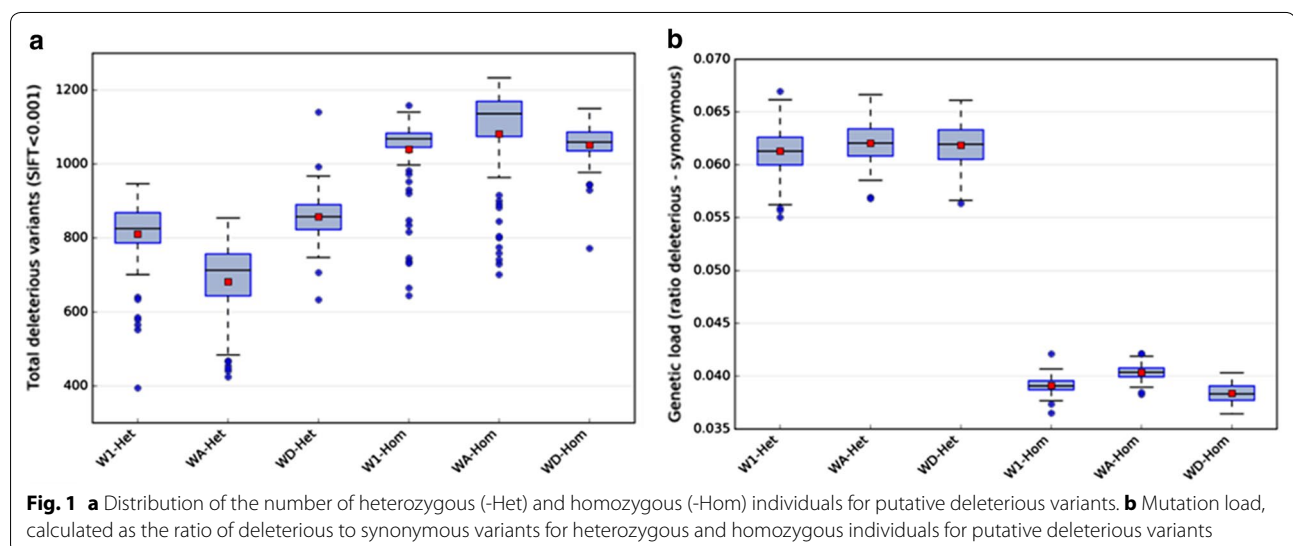 a
Total deleterious variants (SIFT<0.001)
1200
1000
800
600
400
W1-Het
WA-Het
WD-Het
W1-Hom
WA-Hom
WD-Hom
b
Genetic load (ratio deleterious - synonymous)
0.070
0.065
0.060
0.055
0.050
0.045
0.040
0.035
W1-Het
WA-Het
WD-Het
W1-Hom
WA-Hom
WD-Hom
Fig. 1 a Distribution of the number of heterozygous (-Het) and homozygous (-Hom) individuals for putative deleterious variants. b Mutation load,
calculated as the ratio of deleterious to synonymous variants for heterozygous and homozygous individuals for putative deleterious variants